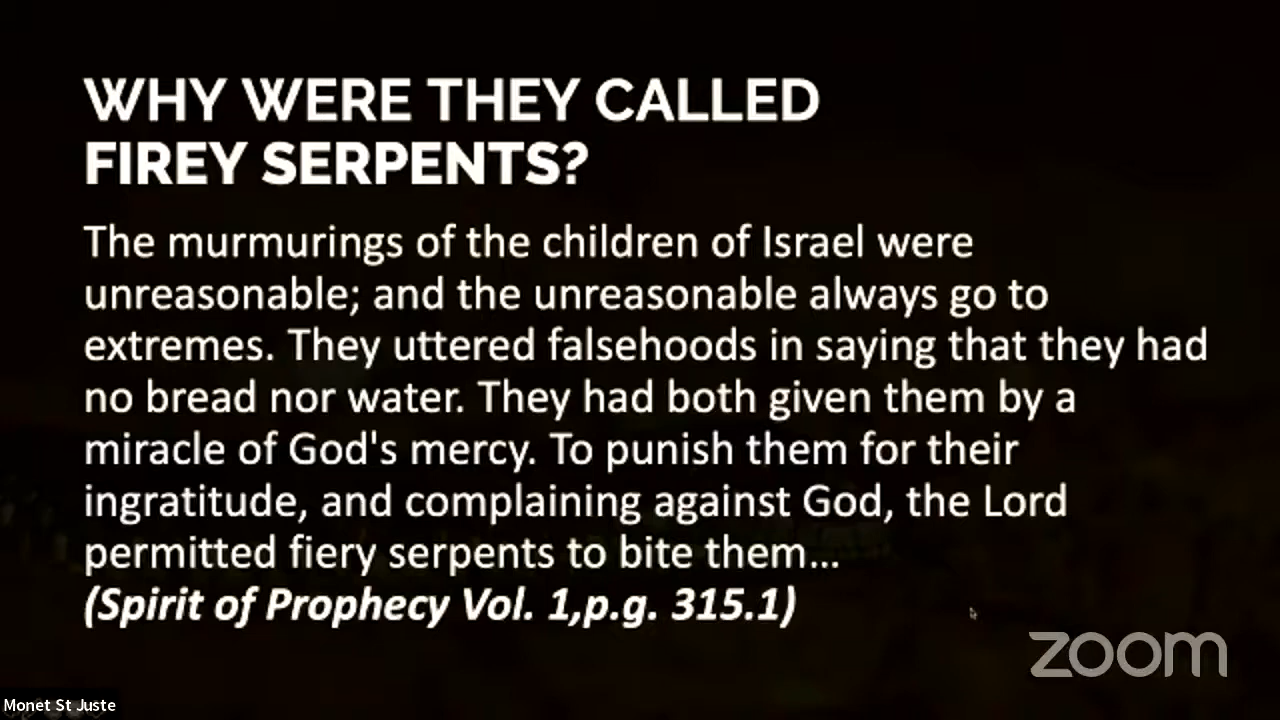 WHY WERE THEY CALLED
FIREY SERPENTS?
The murmurings of the children of Israel were
unreasonable; and the unreasonable always go to
extremes. They uttered falsehoods in saying that they had
no bread nor water. They had both given them by a
miracle of God's mercy. To punish them for their
ingratitude, and complaining against God, the Lord
permitted fiery serpents to bite them...
(Spirit of Prophecy Vol. 1,p.g. 315.1)
zoom
Monet St Juste